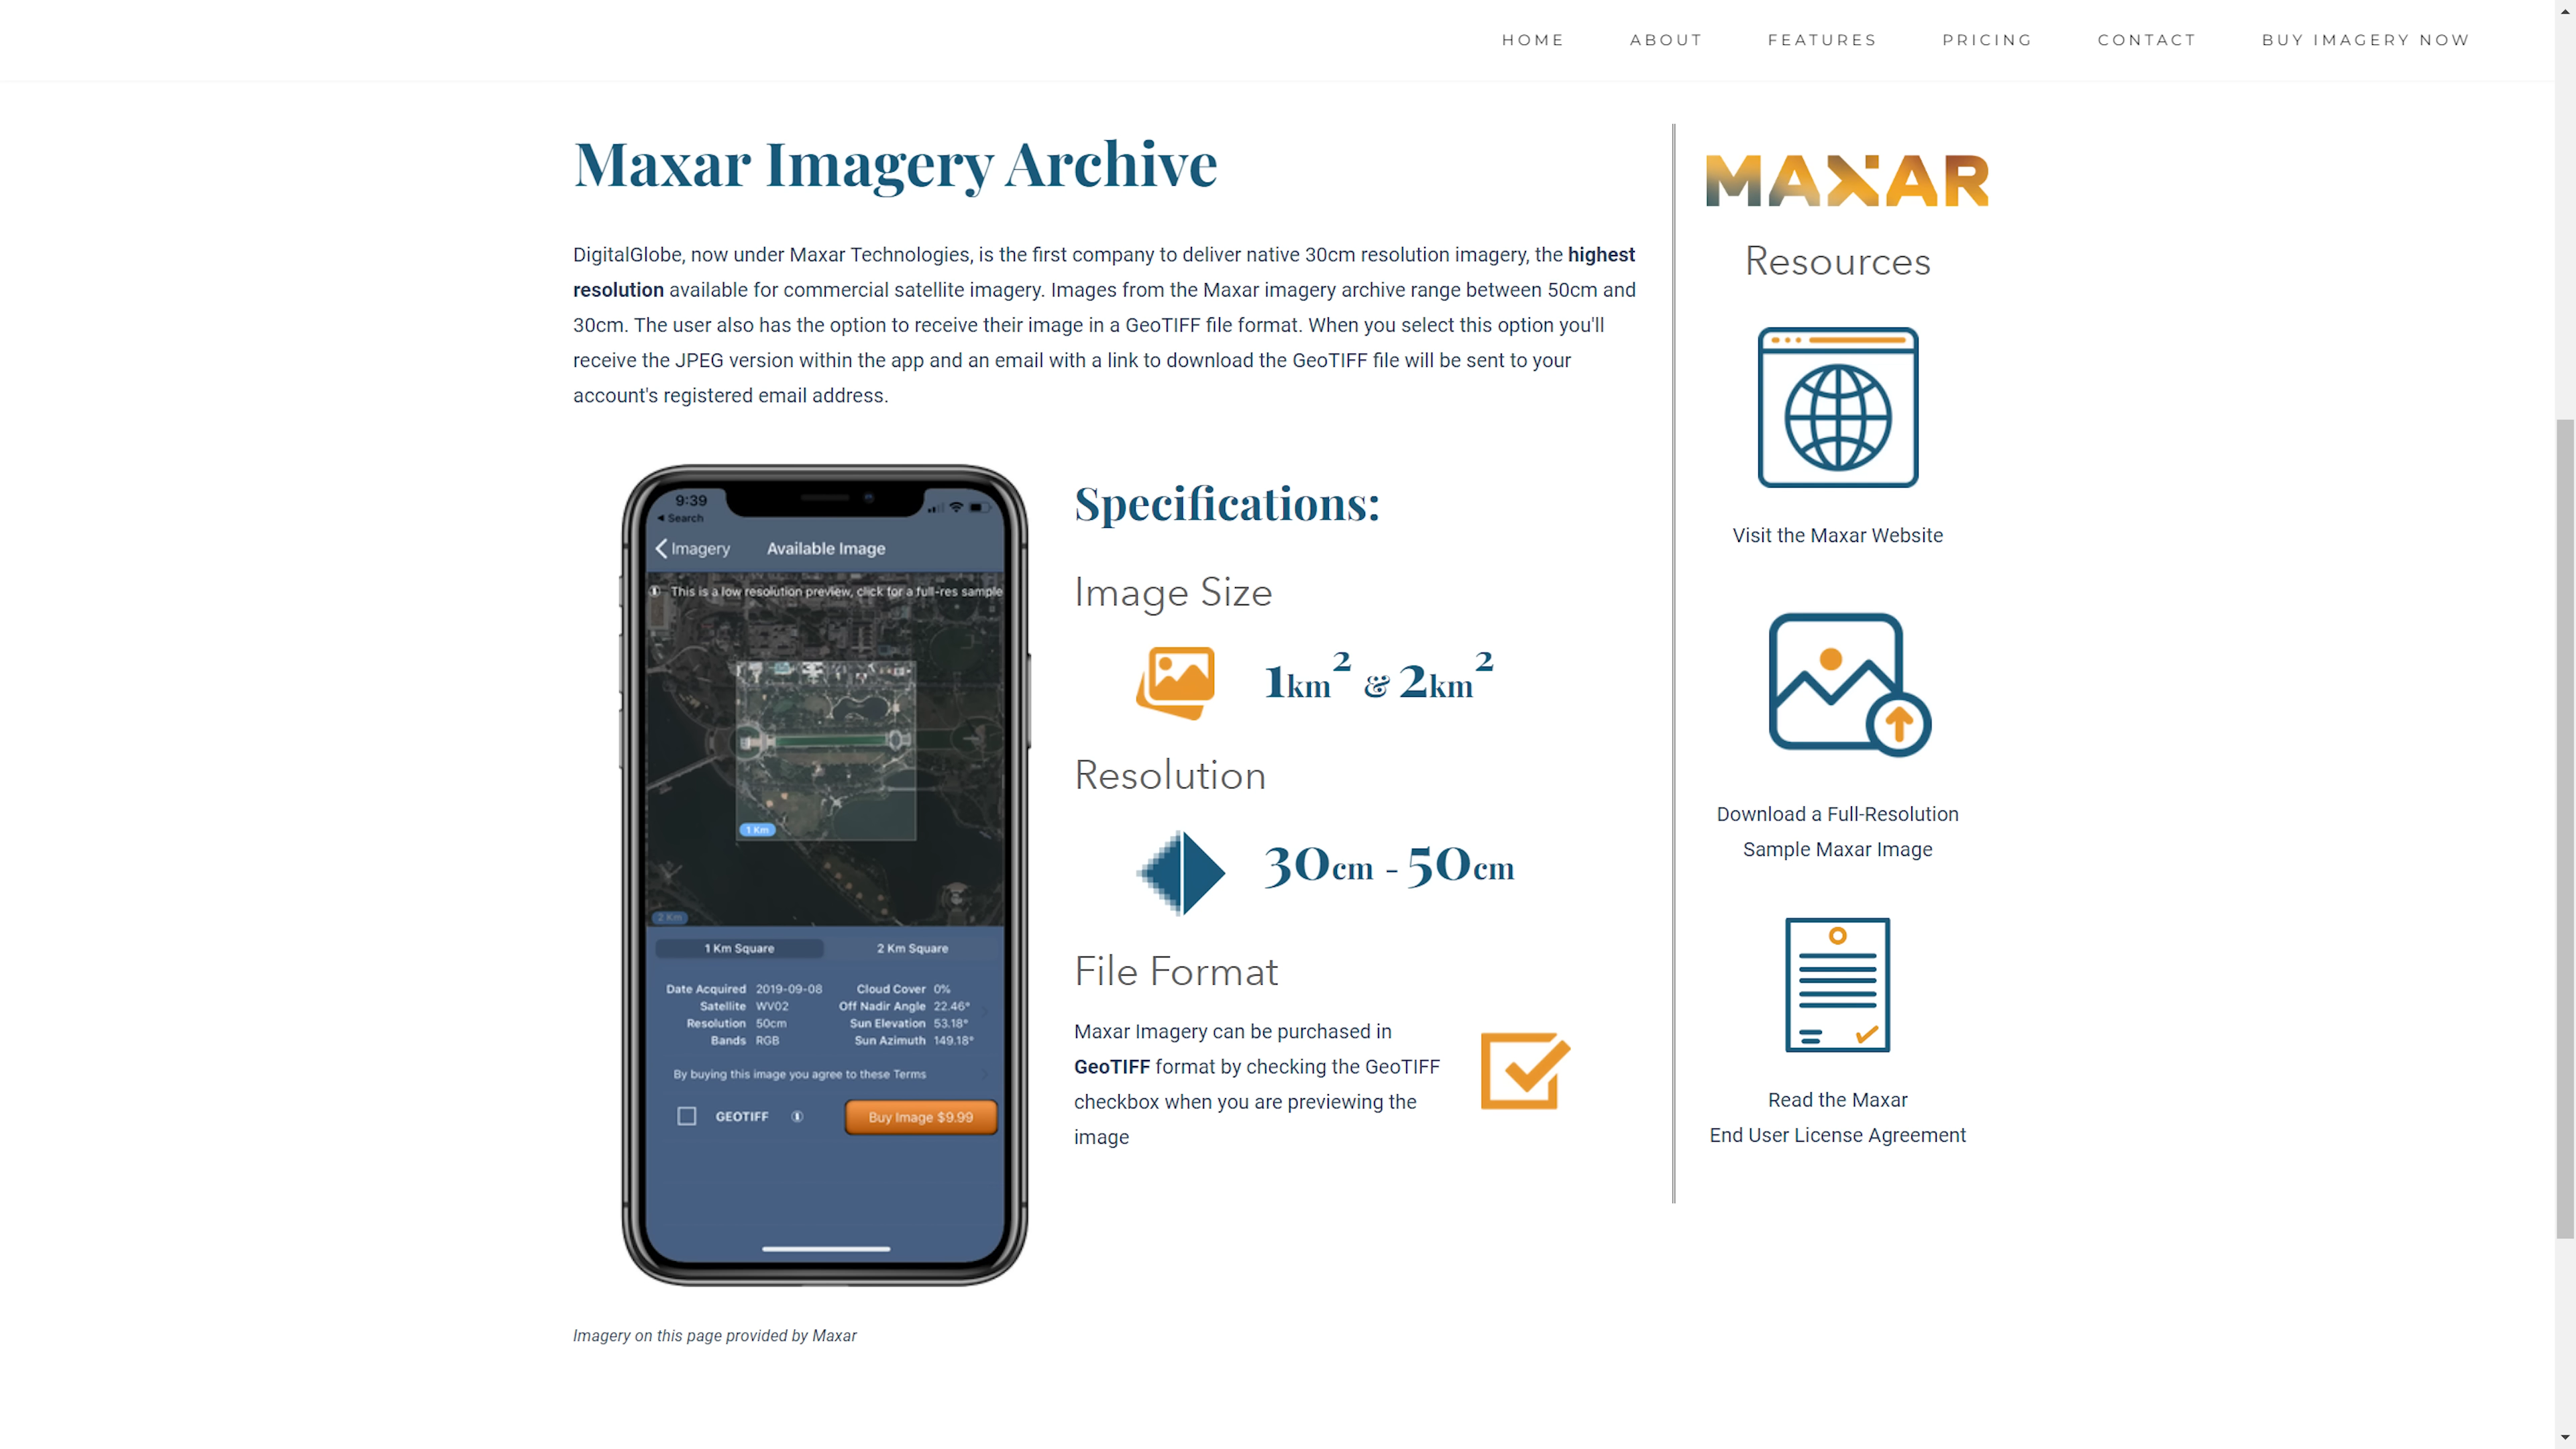 HOME ABOUT FEATURES PRICING CONTACT BUY IMAGERY NOW
Maxar Imagery Archive
DigitalGlobe, now under Maxar Technologies, is the first company to deliver native 30cm resolution imagery, the highest
resolution available for commercial satellite imagery. Images from the Maxar imagery archive range between 50cm and
30cm. The user also has the option to receive their image in a GeoTIFF file format. When you select this option you'll
receive the JPEG version within the app and an email with a link to download the GeoTIFF file will be sent to your
account's registered email address.
9:39
Search
Imagery Available Image
This is a low resolution preview, click for a full-res sample
1 Km
2 Km
1 Km Square 2 Km Square
Date Acquired 2019-09-08 Cloud Cover 0%
Satellite WV02 Off Nadir Angle 22.46°
Resolution 50cm Sun Elevation 53.18°
Bands RGB Sun Azimuth 149.18°
By buying this image you agree to these Terms
GEOTIFF Buy Image $9.99
Specifications:
Image Size
1km² & 2km²
Resolution
30cm - 50cm
File Format
Maxar Imagery can be purchased in
GeoTIFF format by checking the GeoTIFF
checkbox when you are previewing the
image
Imagery on this page provided by Maxar
MAXAR
Resources
Visit the Maxar Website
Download a Full-Resolution
Sample Maxar Image
Read the Maxar
End User License Agreement